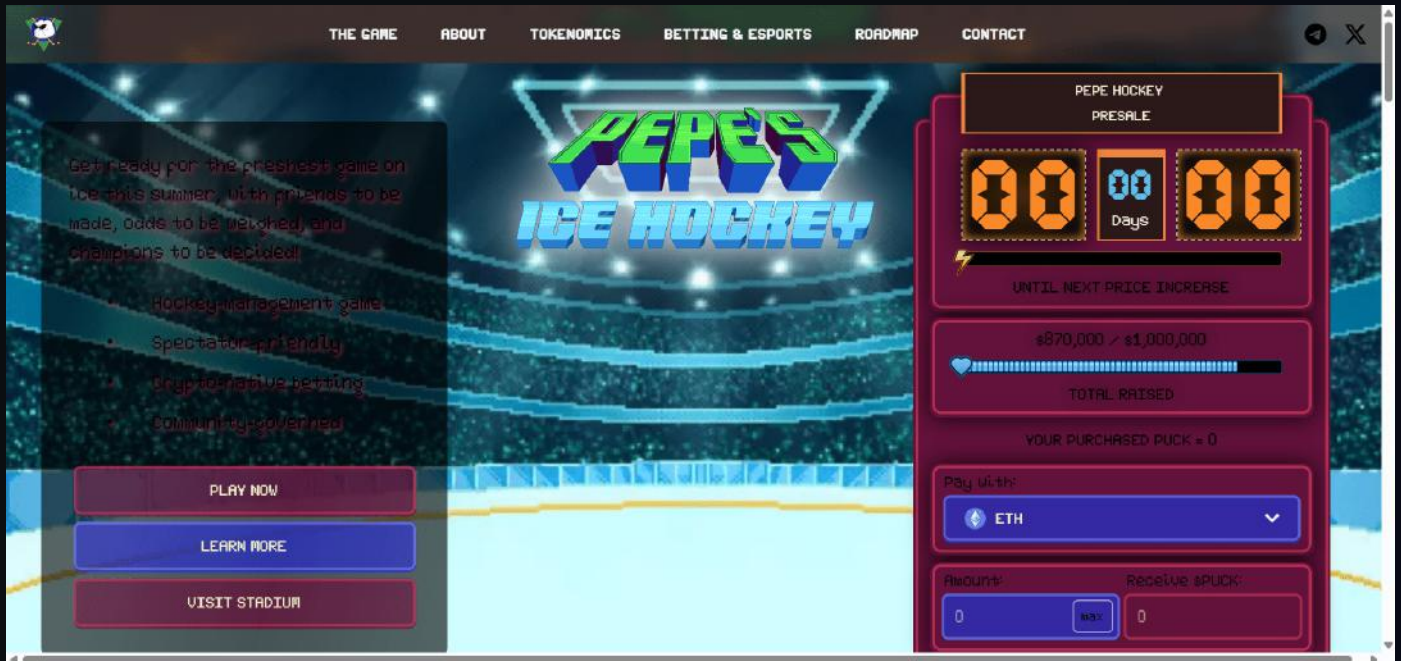 THE GAME
ABOUT
TOKENOMICS
BETTING & ESPORTS
ROADMAP
CONTACT
PEPE'S
ICE HOCKEY
Get ready for the freshest game on
ice this summer, with friends to be
made, odds to be weighed, and
champions to be decided!
Hockey-management game
Spectator-friendly
Crypto-native betting
Community-governed
PLAY NOW
LEARN MORE
VISIT STADIUM
PEPE HOCKEY
PRESALE
00
00
Days
00
UNTIL NEXT PRICE INCREASE
$870,000 / $1,000,000
TOTAL RAISED
YOUR PURCHASED PUCK = 0
Pay with:
ETH
Amount:
Receive $PUCK:
0
max
0